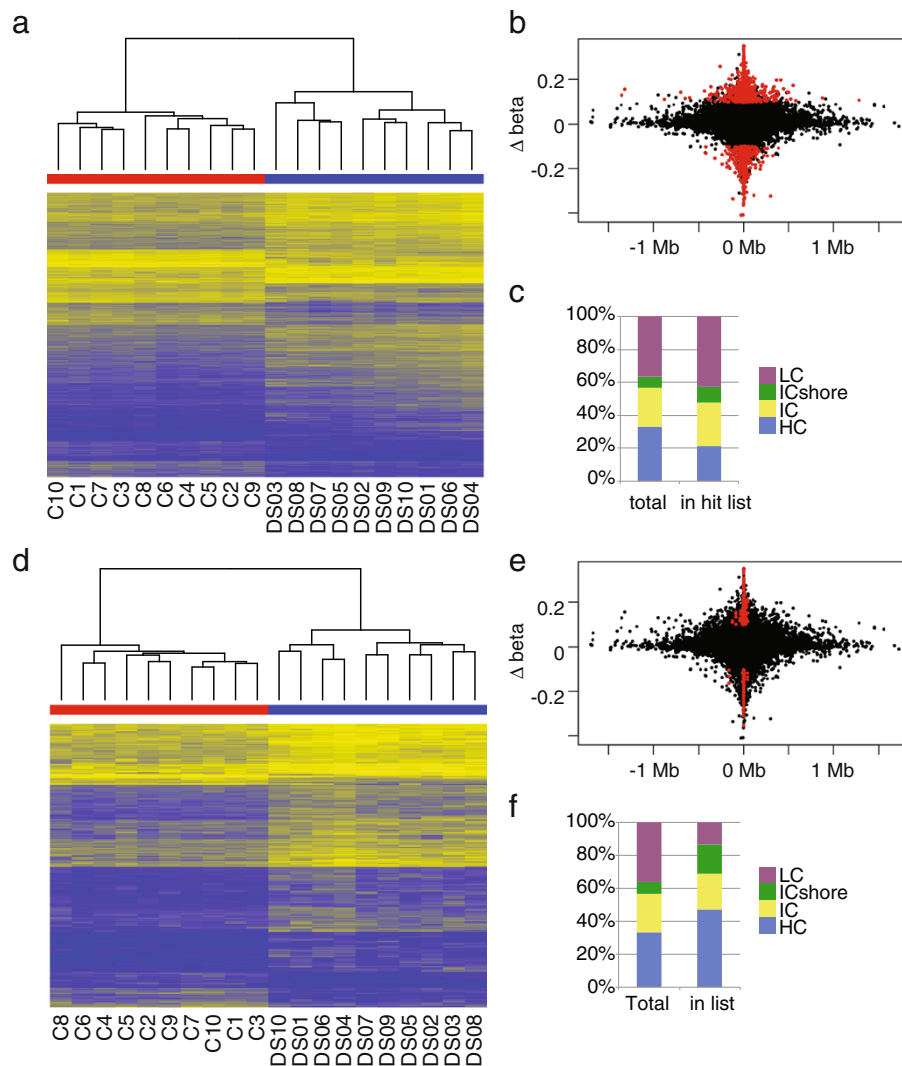 a
C10 C1 C7 C3 C8 C6 C4 C5 C2 C9 DS03 DS08 DS07 DS05 DS02 DS09 DS10 DS01 DS06 DS04
b
Δ beta
0.2
0
-0.2
-1 Mb 0 Mb 1 Mb
c
100%
80%
60%
40%
20%
0%
total in hit list
LC
ICshore
IC
HC
d
C8 C6 C4 C5 C2 C9 C7 C10 C1 C3 DS10 DS01 DS06 DS04 DS07 DS09 DS05 DS02 DS03 DS08
e
Δ beta
0.2
0
-0.2
-1 Mb 0 Mb 1 Mb
f
100%
80%
60%
40%
20%
0%
Total in list
LC
ICshore
IC
HC